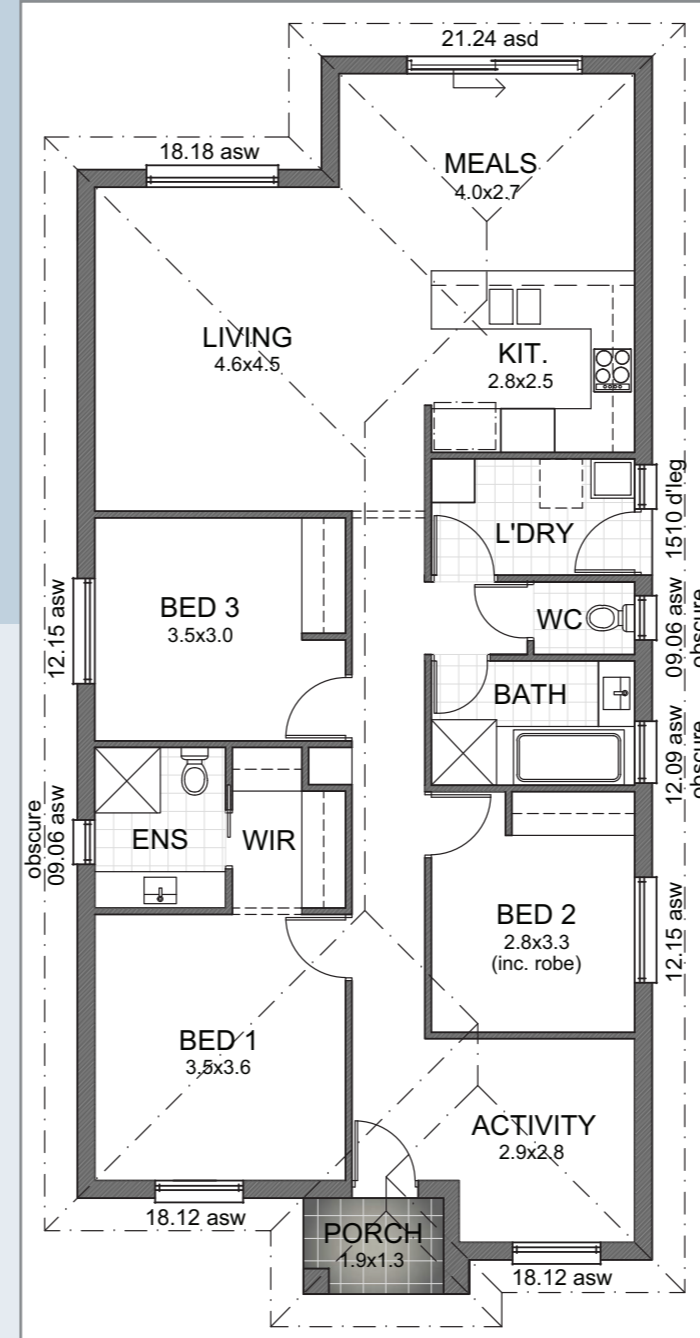 21.24 asd
18.18 asw
MEALS
4.0x2.7
LIVING
4.6x4.5
KIT.
2.8x2.5
1510 d'leg
L'DRY
BED 3
3.5x3.0
12.15 asw
WC
09.06 asw
obscure
BATH
12.09 asw
obscure
obscure
09.06 asw
ENS
WIR
BED 2
2.8x3.3
(inc. robe)
12.15 asw
BED 1
3.5x3.6
ACTIVITY
2.9x2.8
18.12 asw
PORCH
1.9x1.3
18.12 asw